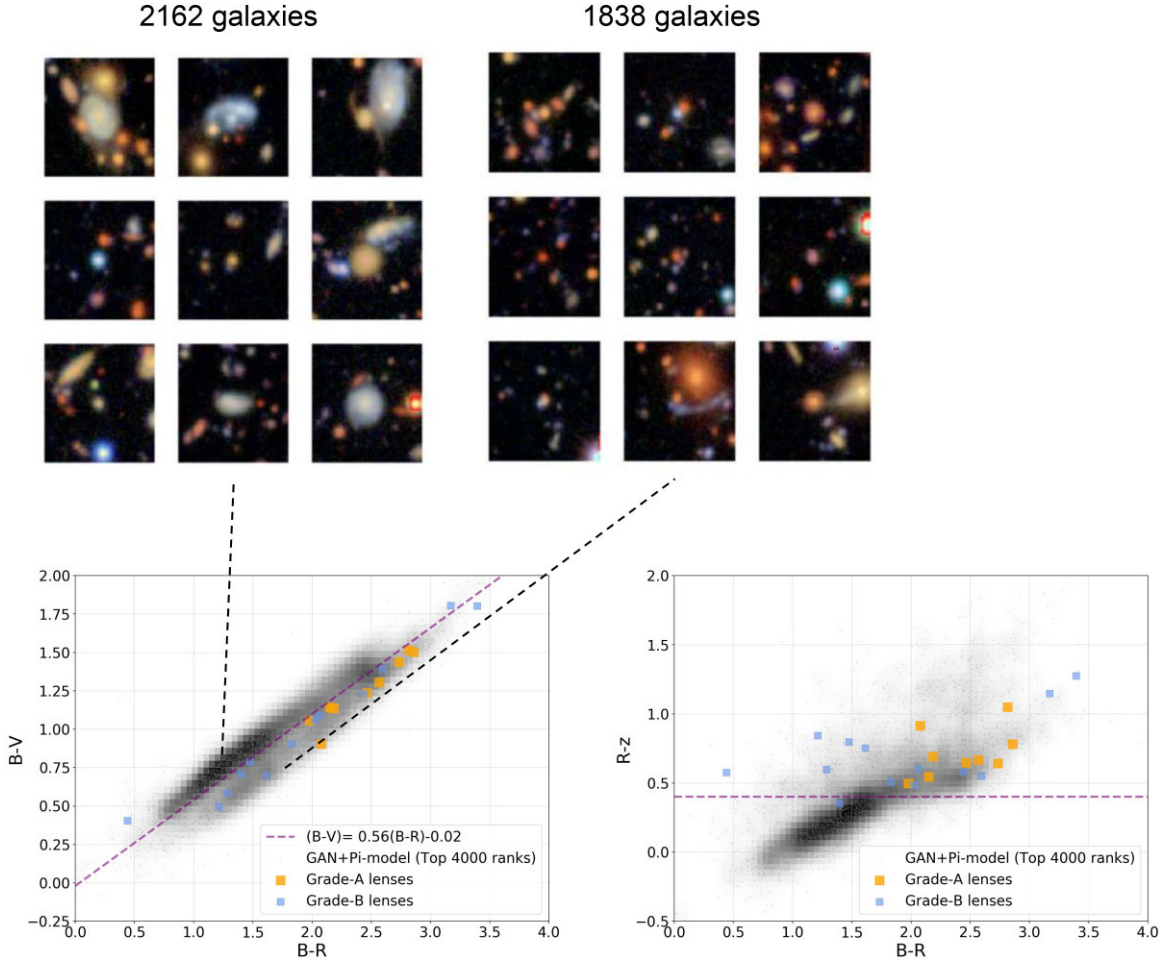 2162 galaxies
1838 galaxies
2.00
1.75
1.50
1.25
1.00
0.75
0.50
0.25
0.00
−0.25
B-V
0.0
0.5
1.0
1.5
2.0
2.5
3.0
3.5
4.0
B-R
(B-V)= 0.56(B-R)-0.02
GAN+Pi-model (Top 4000 ranks)
Grade-A lenses
Grade-B lenses
2.0
1.5
1.0
0.5
0.0
−0.5
R-z
0.0
0.5
1.0
1.5
2.0
2.5
3.0
3.5
4.0
B-R
GAN+Pi-model (Top 4000 ranks)
Grade-A lenses
Grade-B lenses